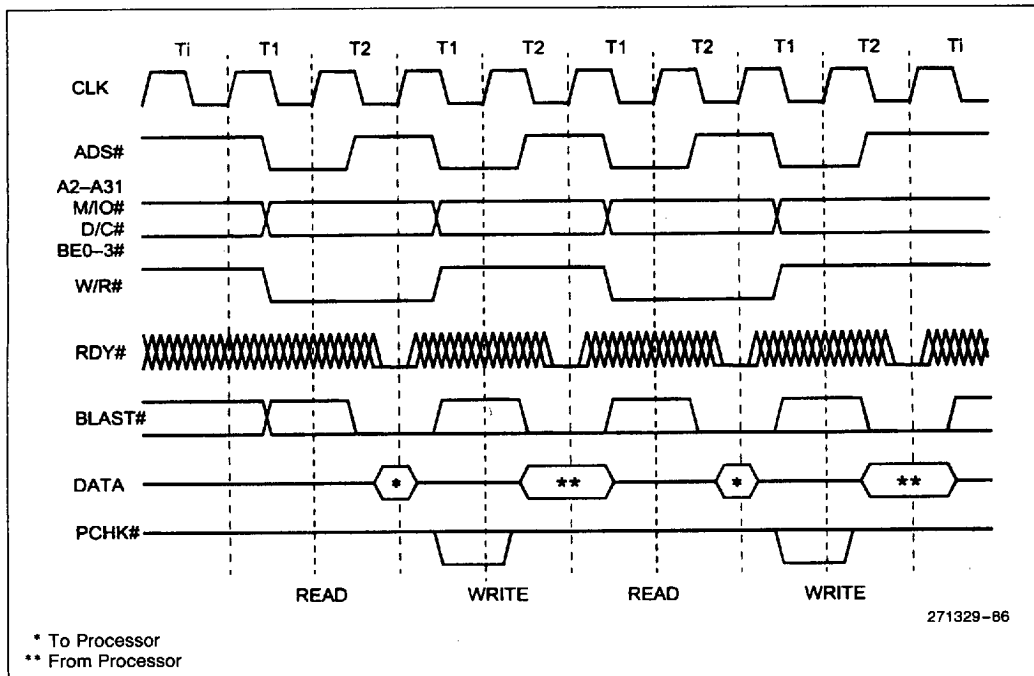 Ti T1 T2 T1 T2 T1 T2 T1 T2 Ti
CLK
ADS#
A2–A31
M/IO#
D/C#
BE0–3#
W/R#
RDY#
BLAST#
DATA * ** * **
PCHK#
READ WRITE READ WRITE
271329–86
* To Processor
** From Processor